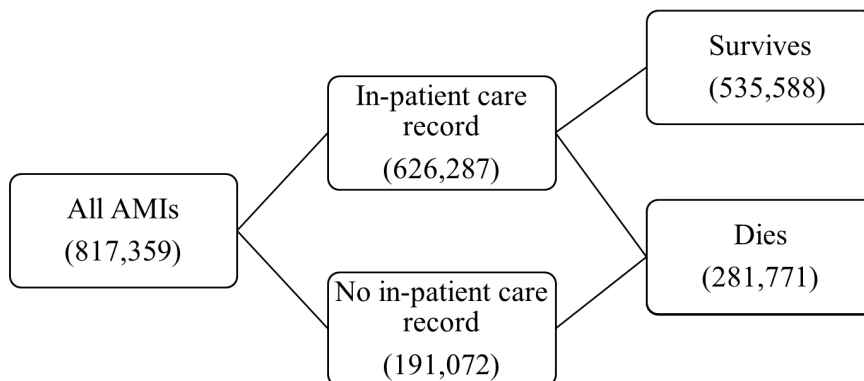 All AMIs
(817,359)
In-patient care
record
(626,287)
No in-patient care
record
(191,072)
Survives
(535,588)
Dies
(281,771)